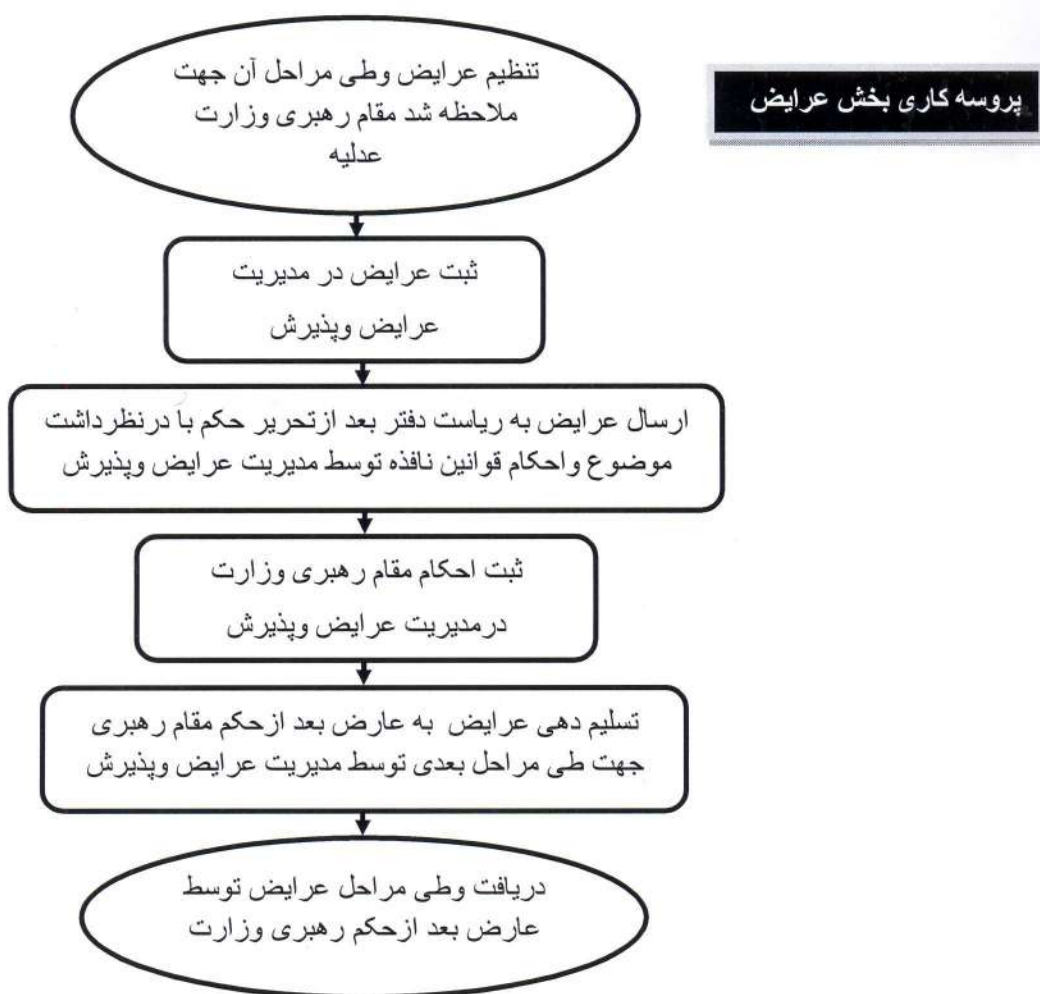 پروسه کاری بخش عرایض
تنظیم عرایض وطی مراحل آن جهت
ملاحظه شد مقام رهبری وزارت
عدلیه
ثبت عرایض در مدیریت
عرایض وپذیرش
ارسال عرایض به ریاست دفتر بعد ازتحریر حکم با درنظرداشت
موضوع واحکام قوانین نافذه توسط مدیریت عرایض وپذیرش
ثبت احکام مقام رهبری وزارت
درمدیریت عرایض وپذیرش
تسلیم دهی عرایض به عارض بعد ازحکم مقام رهبری
جهت طی مراحل بعدی توسط مدیریت عرایض وپذیرش
دریافت وطی مراحل عرایض توسط
عارض بعد ازحکم رهبری وزارت